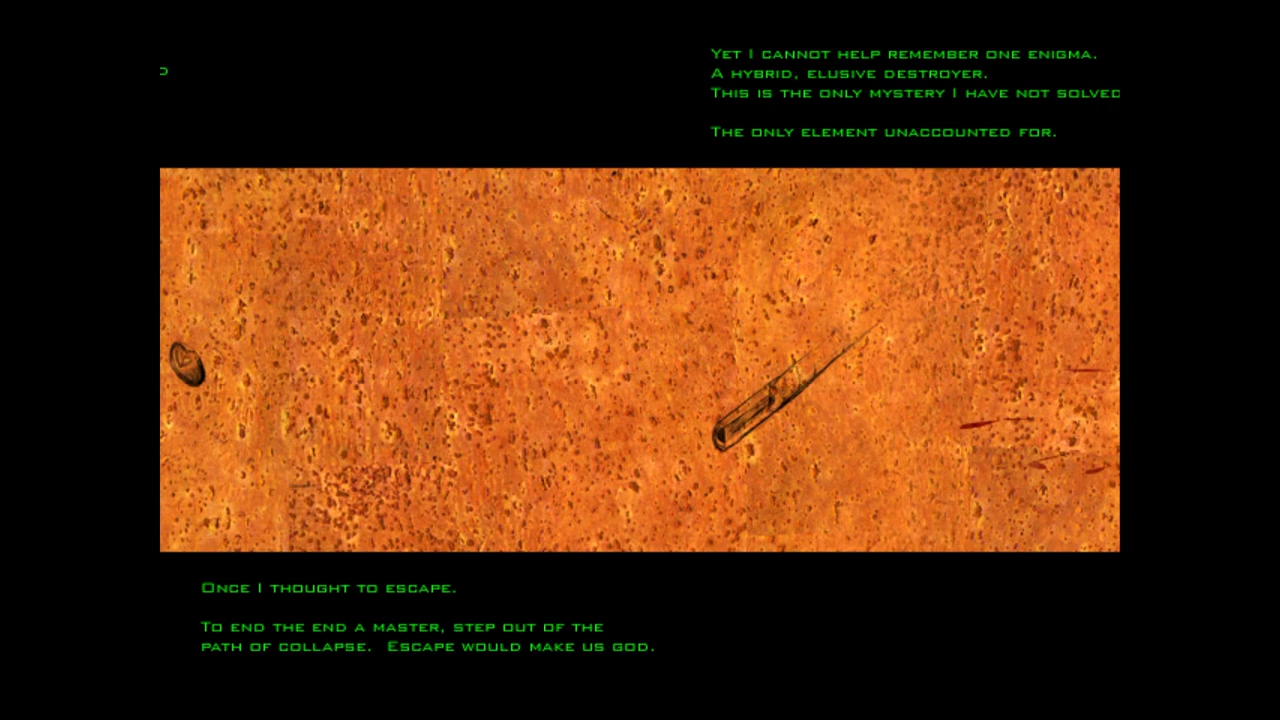 Yet I cannot help remember one enigma.
A hybrid, elusive destroyer.
This is the only mystery I have not solved
The only element unaccounted for.
Once I thought to escape.
To end the end a master, step out of the
path of collapse. Escape would make us god.